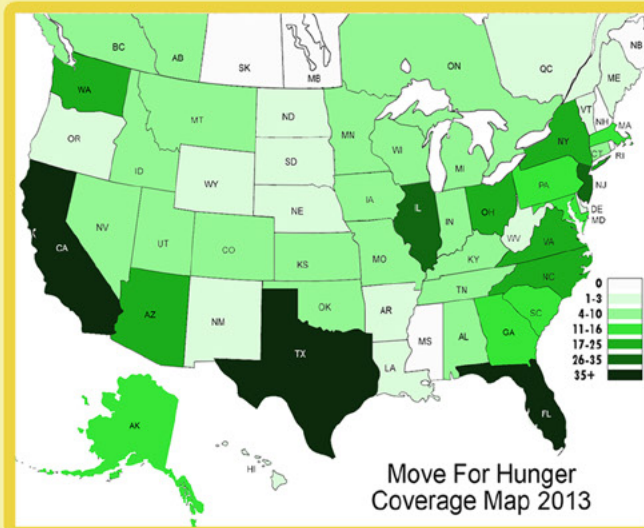 BC
AB
SK
MB
ON
QC
NB
WA
MT
ND
MN
ME
VT
NH
MA
OR
ID
SD
WI
MI
NY
CT
RI
WY
IA
PA
NJ
NE
IL
IN
OH
DE
MD
NV
UT
CO
KS
MO
WV
VA
KY
CA
AZ
NM
OK
AR
TN
NC
SC
TX
LA
MS
AL
GA
FL
AK
HI
0
1-3
4-10
11-16
17-25
26-35
35+
Move For Hunger
Coverage Map 2013